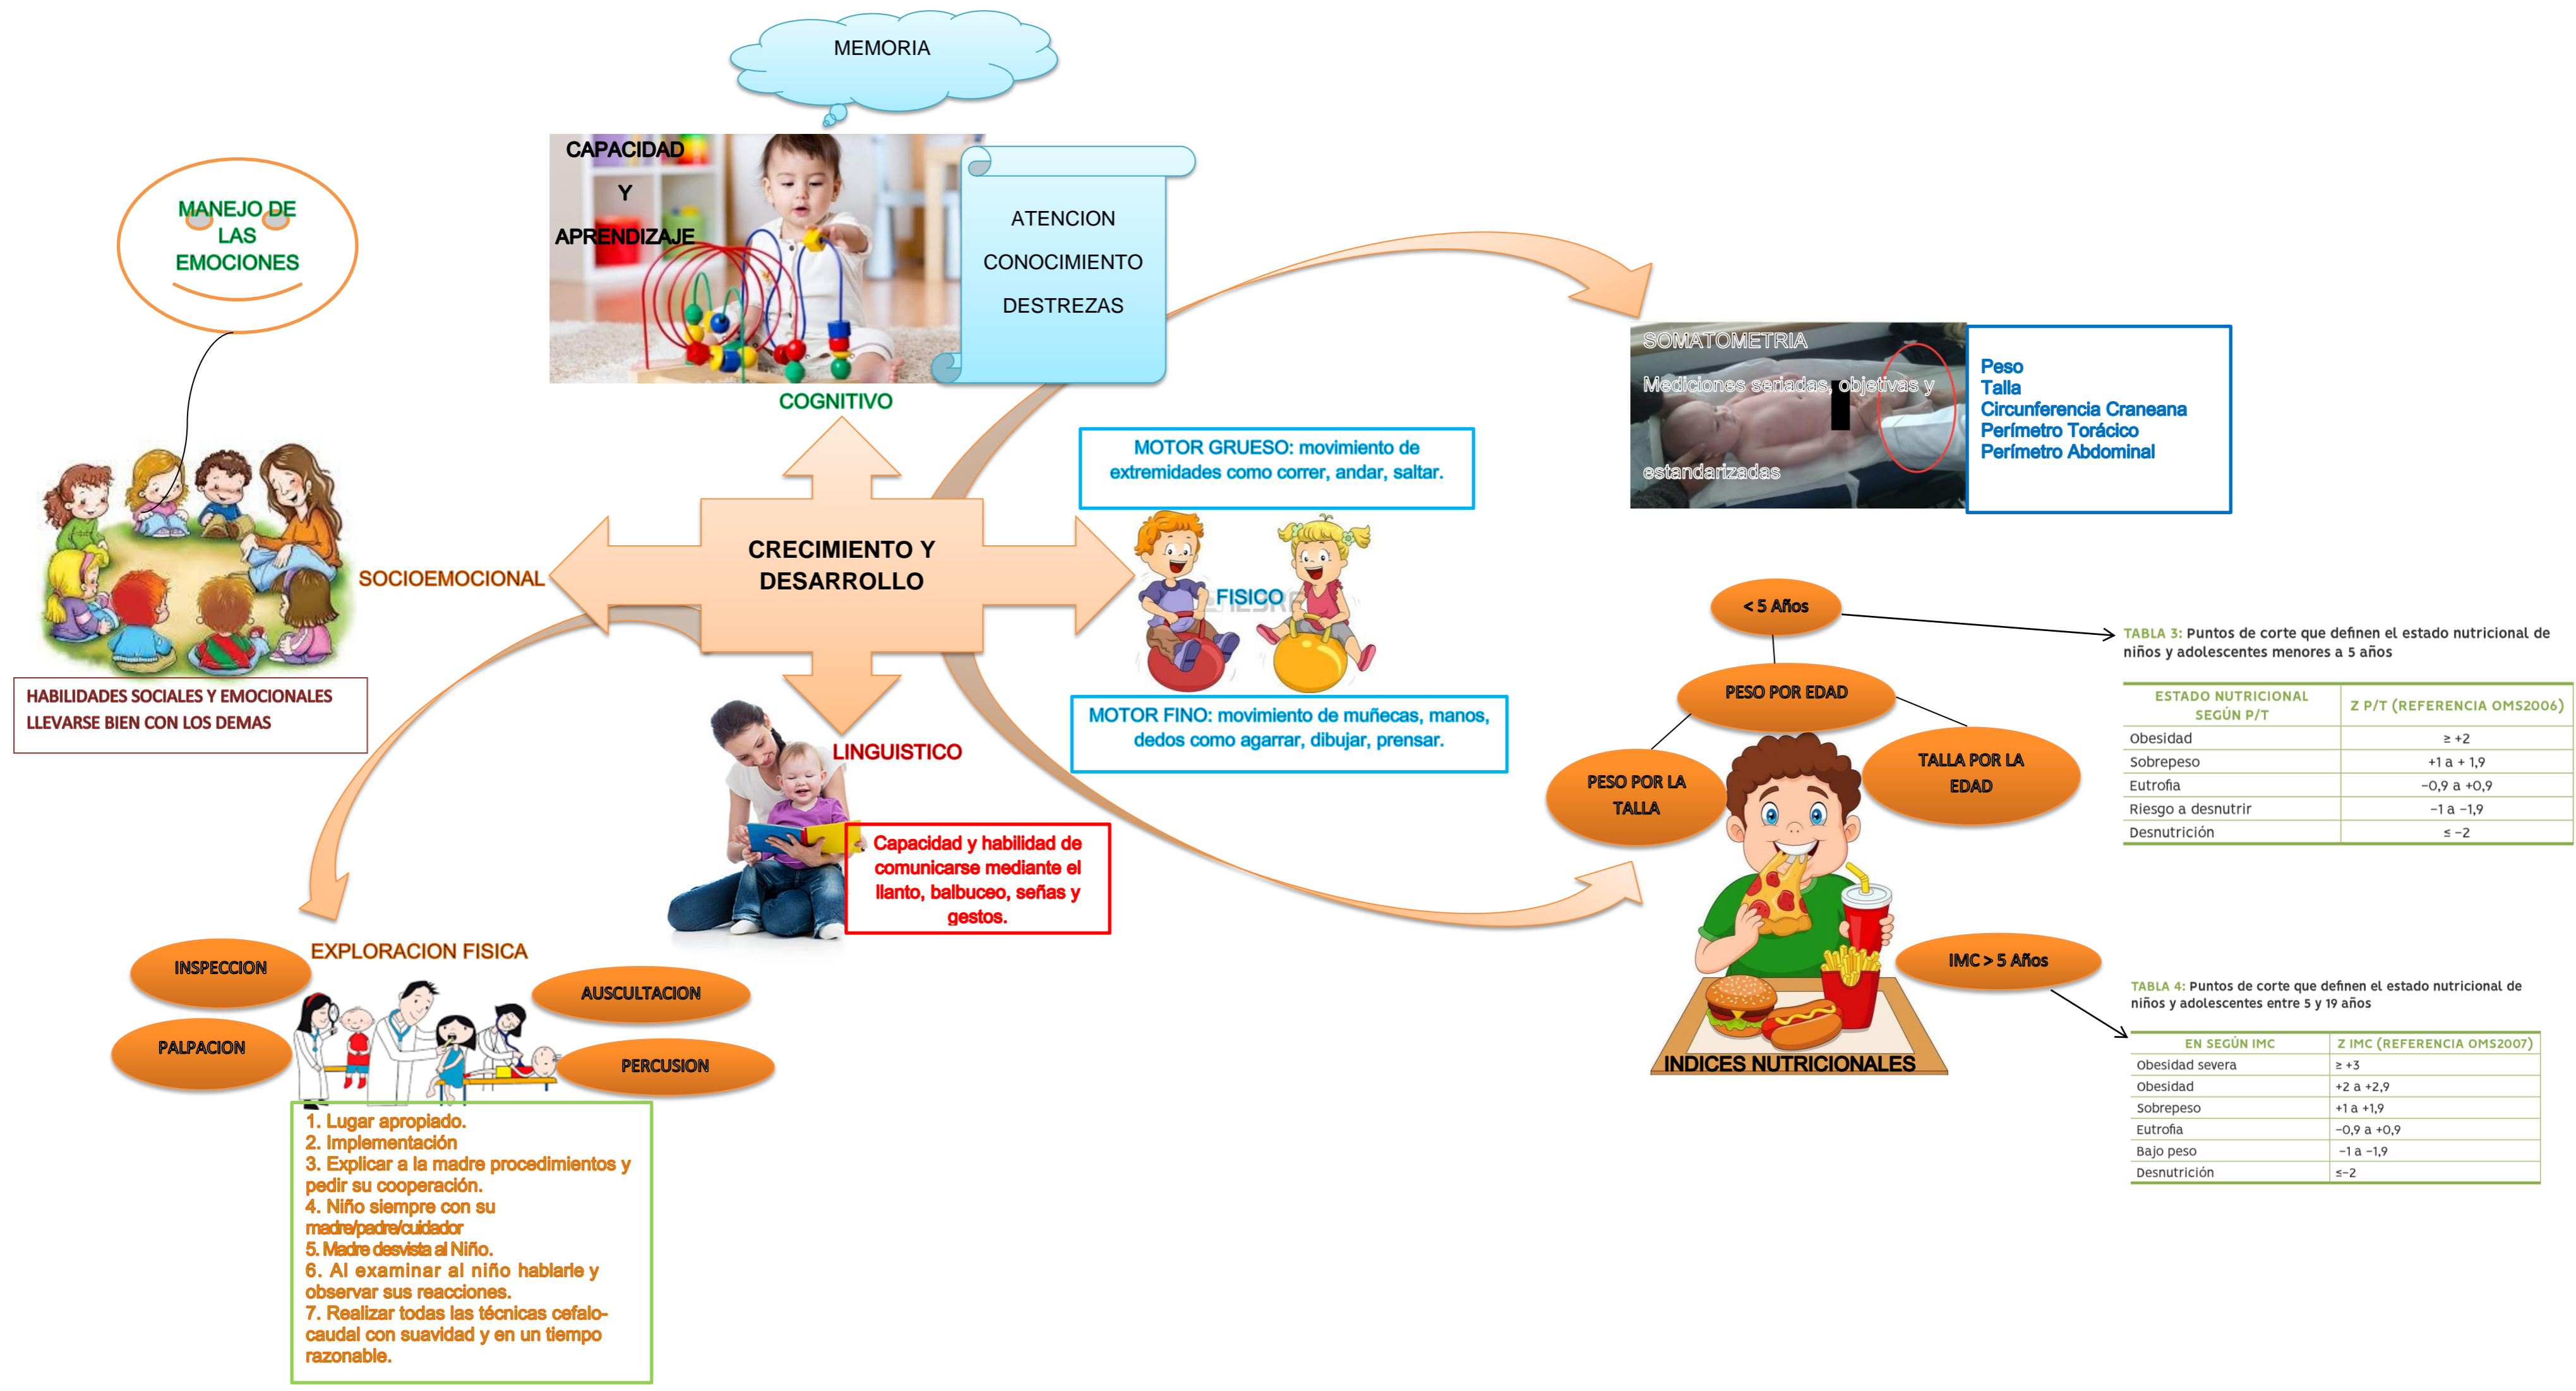 MEMORIA
CAPACIDAD
Y
APRENDIZAJE
ATENCION
CONOCIMIENTO
DESTREZAS
COGNITIVO
MANEJO DE
LAS
EMOCIONES
SOCIOEMOCIONAL
HABILIDADES SOCIALES Y EMOCIONALES
LLEVARSE BIEN CON LOS DEMAS
CRECIMIENTO Y
DESARROLLO
MOTOR GRUESO: movimiento de
extremidades como correr, andar, saltar.
FISICO
MOTOR FINO: movimiento de muñecas, manos,
dedos como agarrar, dibujar, prensar.
LINGUISTICO
Capacidad y habilidad de
comunicarse mediante el
llanto, balbuceo, señas y
gestos.
SOMATOMETRIA
Mediciones seriadas, objetivas y
estandarizadas
Peso
Talla
Circunferencia Craneana
Perímetro Torácico
Perímetro Abdominal
< 5 Años
PESO POR EDAD
PESO POR LA
TALLA
TALLA POR LA
EDAD
IMC > 5 Años
INDICES NUTRICIONALES
TABLA 3: Puntos de corte que definen el estado nutricional de
niños y adolescentes menores a 5 años
ESTADO NUTRICIONAL
SEGÚN P/T
Z P/T (REFERENCIA OMS2006)
Obesidad ≥ +2
Sobrepeso +1 a + 1,9
Eutrofia −0,9 a +0,9
Riesgo a desnutrir −1 a −1,9
Desnutrición ≤ −2
TABLA 4: Puntos de corte que definen el estado nutricional de
niños y adolescentes entre 5 y 19 años
EN SEGÚN IMC Z IMC (REFERENCIA OMS2007)
Obesidad severa ≥ +3
Obesidad +2 a +2,9
Sobrepeso +1 a +1,9
Eutrofia −0,9 a +0,9
Bajo peso −1 a −1,9
Desnutrición ≤−2
EXPLORACION FISICA
INSPECCION
PALPACION
AUSCULTACION
PERCUSION
1. Lugar apropiado.
2. Implementación
3. Explicar a la madre procedimientos y
pedir su cooperación.
4. Niño siempre con su
madre/padre/cuidador
5. Madre desvista al Niño.
6. Al examinar al niño hablarle y
observar sus reacciones.
7. Realizar todas las técnicas cefalo-
caudal con suavidad y en un tiempo
razonable.